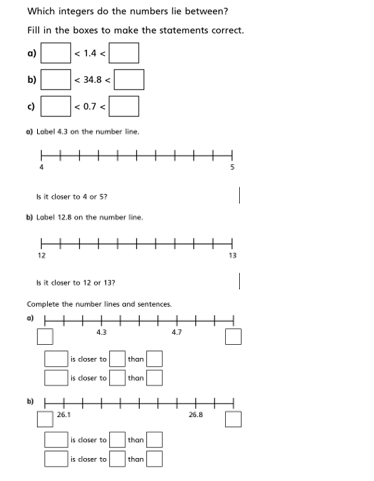 Which integers do the numbers lie between?
Fill in the boxes to make the statements correct.
a) < 1.4 <
b) < 34.8 <
c) < 0.7 <
a) Label 4.3 on the number line.
4 5
Is it closer to 4 or 5?
b) Label 12.8 on the number line.
12 13
Is it closer to 12 or 13?
Complete the number lines and sentences.
a)
4.3 4.7
is closer to than
is closer to than
b)
26.1 26.8
is closer to than
is closer to than